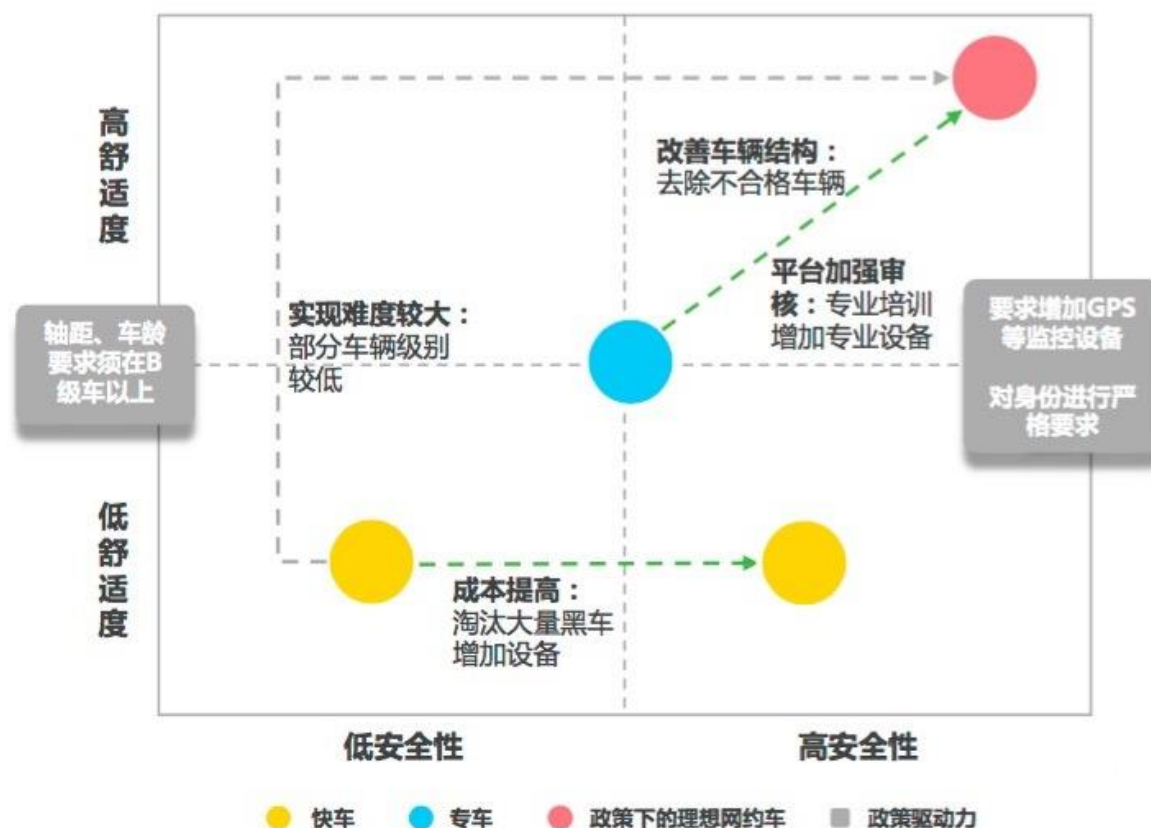 高舒适度
改善车辆结构：
去除不合格车辆
平台加强审
核：专业培训
增加专业设备
实现难度较大：
部分车辆级别
较低
轴距、车龄
要求须在B
级车以上
要求增加GPS
等监控设备
对身份进行严
格要求
低舒适度
成本提高：
淘汰大量黑车
增加设备
低安全性
高安全性
快车
专车
政策下的理想网约车
政策驱动力